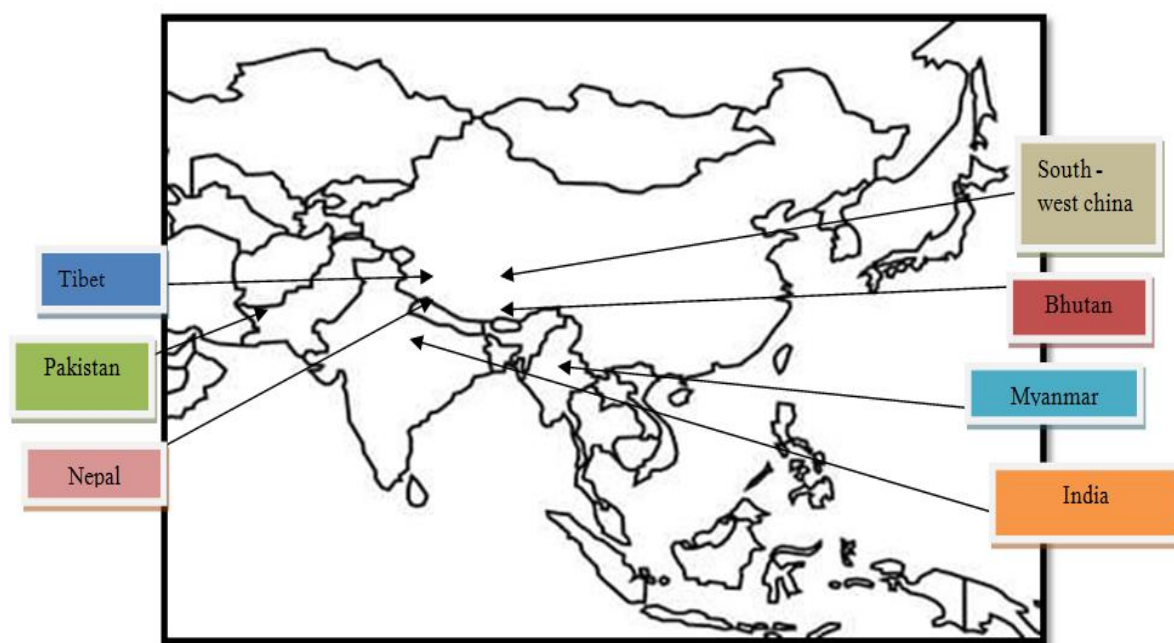 South -
west china
Tibet
Bhutan
Pakistan
Myanmar
Nepal
India